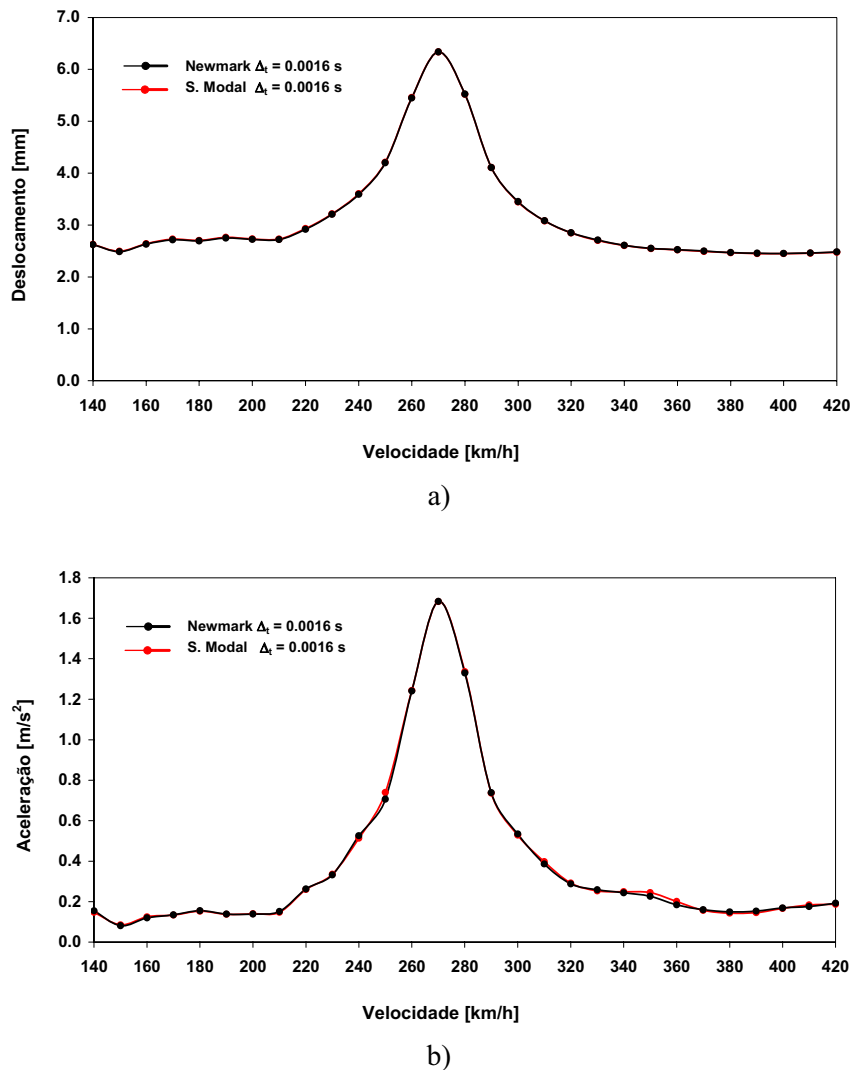 7.0
6.0
5.0
4.0
3.0
2.0
1.0
0.0
Deslocamento [mm]
Newmark Δt = 0.0016 s
S. Modal Δt = 0.0016 s
140 160 180 200 220 240 260 280 300 320 340 360 380 400 420
Velocidade [km/h]
a)
1.8
1.6
1.4
1.2
1.0
0.8
0.6
0.4
0.2
0.0
Aceleração [m/s²]
Newmark Δt = 0.0016 s
S. Modal Δt = 0.0016 s
140 160 180 200 220 240 260 280 300 320 340 360 380 400 420
Velocidade [km/h]
b)